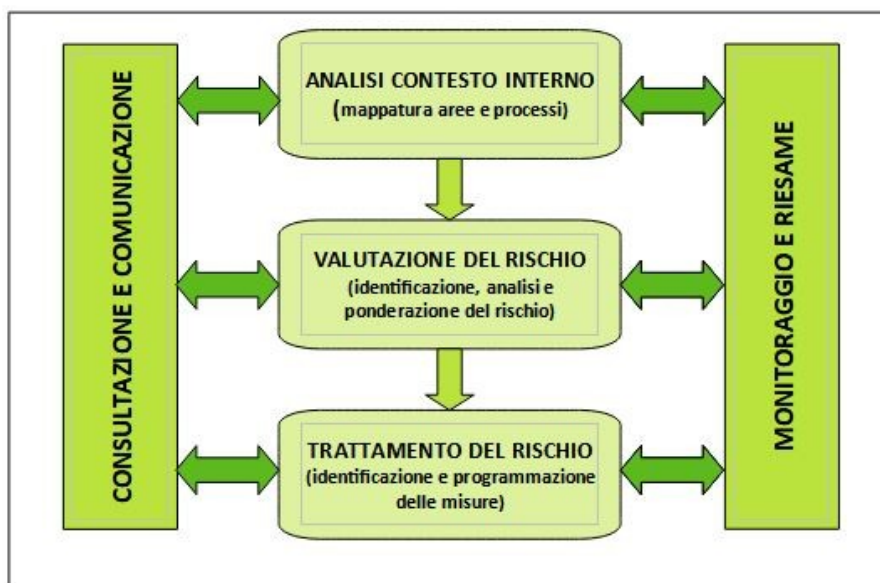 CONSULTAZIONE E COMUNICAZIONE
ANALISI CONTESTO INTERNO
(mappatura aree e processi)
VALUTAZIONE DEL RISCHIO
(identificazione, analisi e
ponderazione del rischio)
TRATTAMENTO DEL RISCHIO
(identificazione e programmazione
delle misure)
MONITORAGGIO E RIESAME